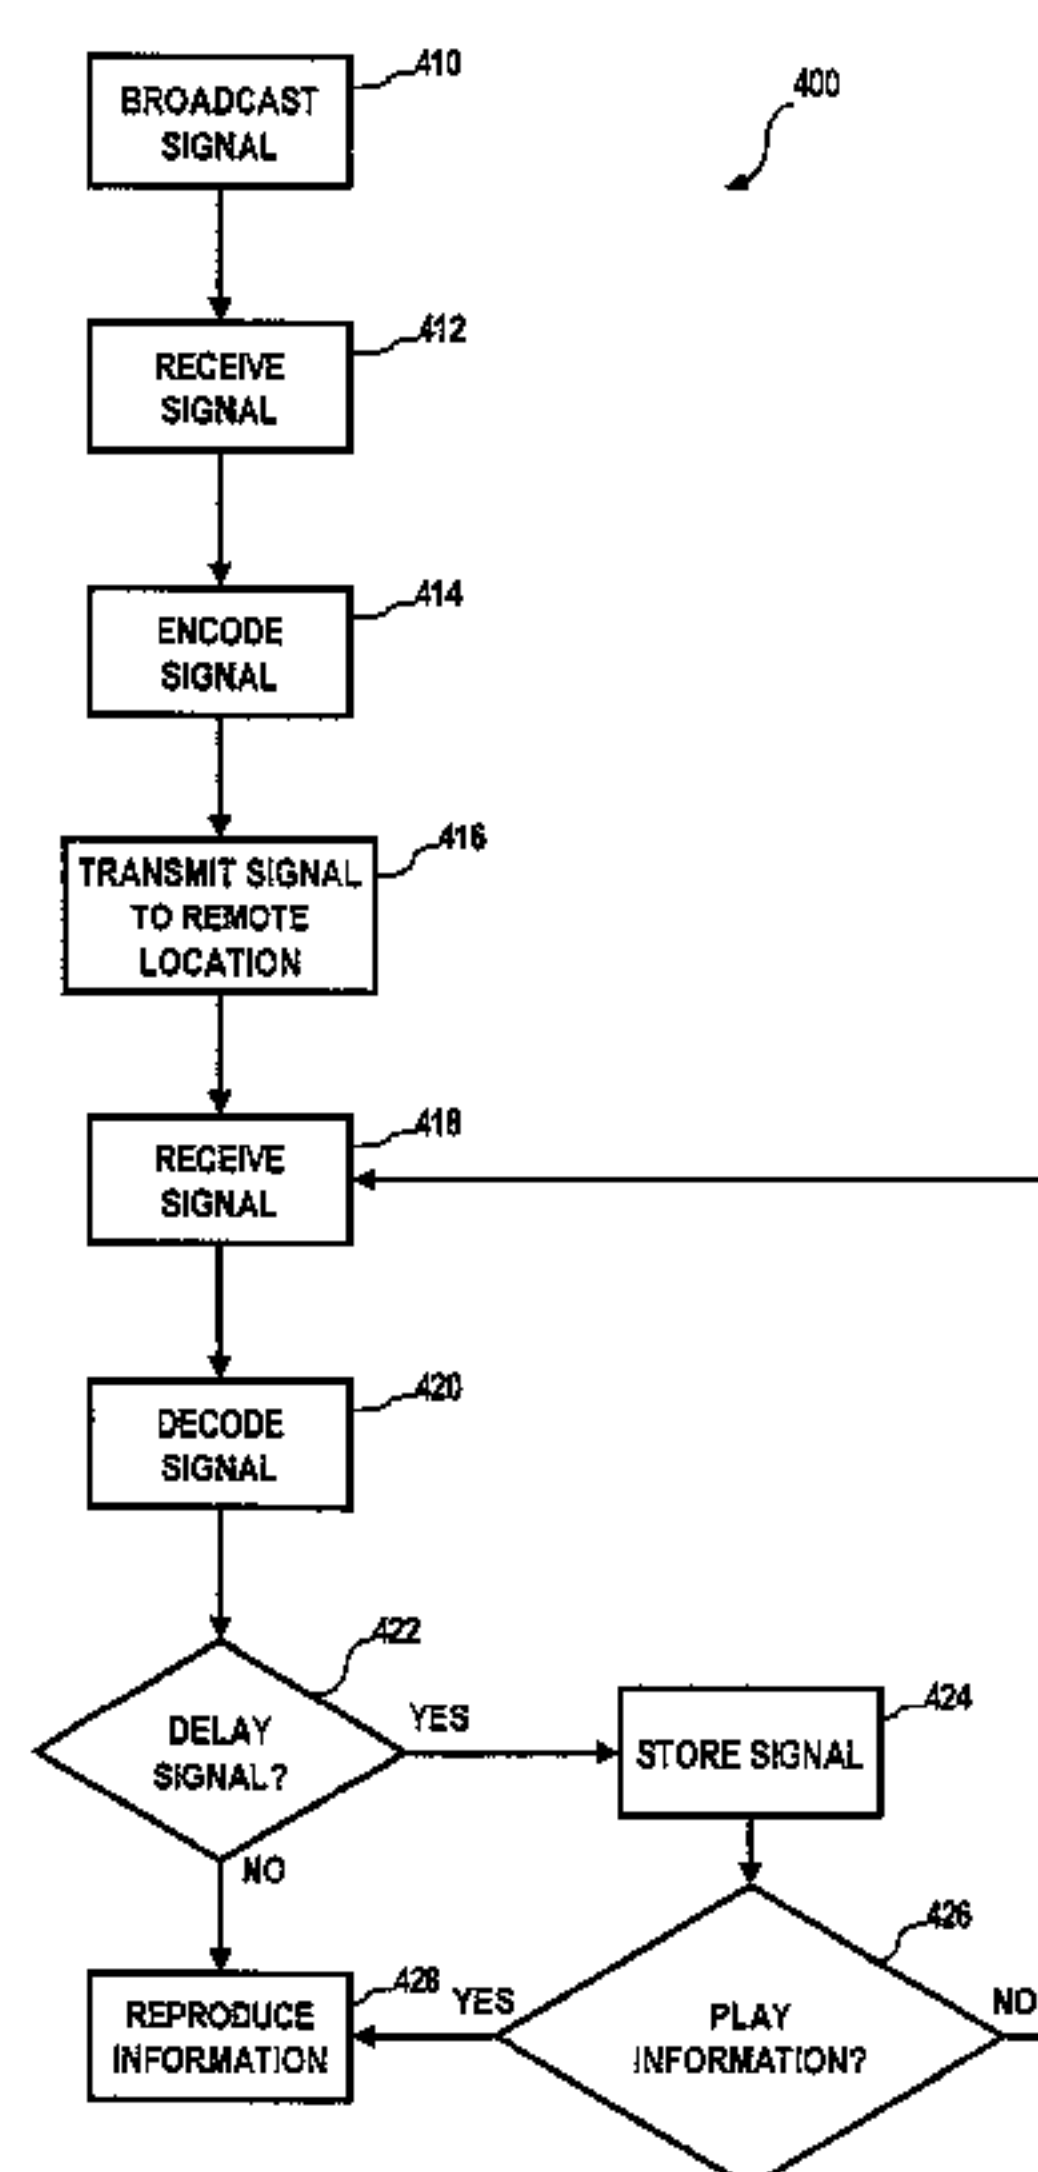 410
BROADCAST
SIGNAL
400
412
RECEIVE
SIGNAL
414
ENCODE
SIGNAL
416
TRANSMIT SIGNAL
TO REMOTE
LOCATION
418
RECEIVE
SIGNAL
420
DECODE
SIGNAL
422
DELAY
SIGNAL?
YES
424
STORE SIGNAL
NO
426
428
REPRODUCE
INFORMATION
YES
PLAY
INFORMATION?
NO